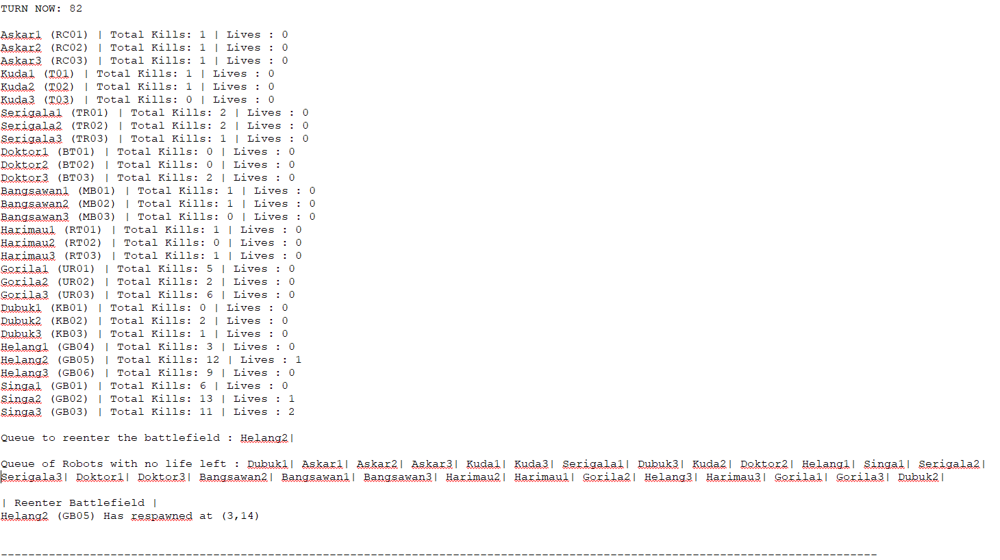 TURN NOW: 82
Askar1 (RC01) | Total Kills: 1 | Lives : 0
Askar2 (RC02) | Total Kills: 1 | Lives : 0
Askar3 (RC03) | Total Kills: 1 | Lives : 0
Kuda1 (T01) | Total Kills: 1 | Lives : 0
Kuda2 (T02) | Total Kills: 1 | Lives : 0
Kuda3 (T03) | Total Kills: 0 | Lives : 0
Serigala1 (TR01) | Total Kills: 2 | Lives : 0
Serigala2 (TR02) | Total Kills: 2 | Lives : 0
Serigala3 (TR03) | Total Kills: 1 | Lives : 0
Doktor1 (BT01) | Total Kills: 0 | Lives : 0
Doktor2 (BT02) | Total Kills: 0 | Lives : 0
Doktor3 (BT03) | Total Kills: 2 | Lives : 0
Bangsawan1 (MB01) | Total Kills: 1 | Lives : 0
Bangsawan2 (MB02) | Total Kills: 1 | Lives : 0
Bangsawan3 (MB03) | Total Kills: 0 | Lives : 0
Harimau1 (RT01) | Total Kills: 1 | Lives : 0
Harimau2 (RT02) | Total Kills: 0 | Lives : 0
Harimau3 (RT03) | Total Kills: 1 | Lives : 0
Gorila1 (UR01) | Total Kills: 5 | Lives : 0
Gorila2 (UR02) | Total Kills: 2 | Lives : 0
Gorila3 (UR03) | Total Kills: 6 | Lives : 0
Dubuk1 (KB01) | Total Kills: 0 | Lives : 0
Dubuk2 (KB02) | Total Kills: 2 | Lives : 0
Dubuk3 (KB03) | Total Kills: 1 | Lives : 0
Helang1 (GB04) | Total Kills: 3 | Lives : 0
Helang2 (GB05) | Total Kills: 12 | Lives : 1
Helang3 (GB06) | Total Kills: 9 | Lives : 0
Singa1 (GB01) | Total Kills: 6 | Lives : 0
Singa2 (GB02) | Total Kills: 13 | Lives : 1
Singa3 (GB03) | Total Kills: 11 | Lives : 2
Queue to reenter the battlefield : Helang2|
Queue of Robots with no life left : Dubuk1| Askar1| Askar2| Askar3| Kuda1| Kuda3| Serigala1| Dubuk3| Kuda2| Doktor2| Helang1| Singa1| Serigala2|
Serigala3| Doktor1| Doktor3| Bangsawan2| Bangsawan1| Bangsawan3| Harimau2| Harimau1| Gorila2| Helang3| Harimau3| Gorila1| Gorila3| Dubuk2|
| Reenter Battlefield |
Helang2 (GB05) Has respawned at (3,14)
--------------------------------------------------------------------------------------------------------------------------------